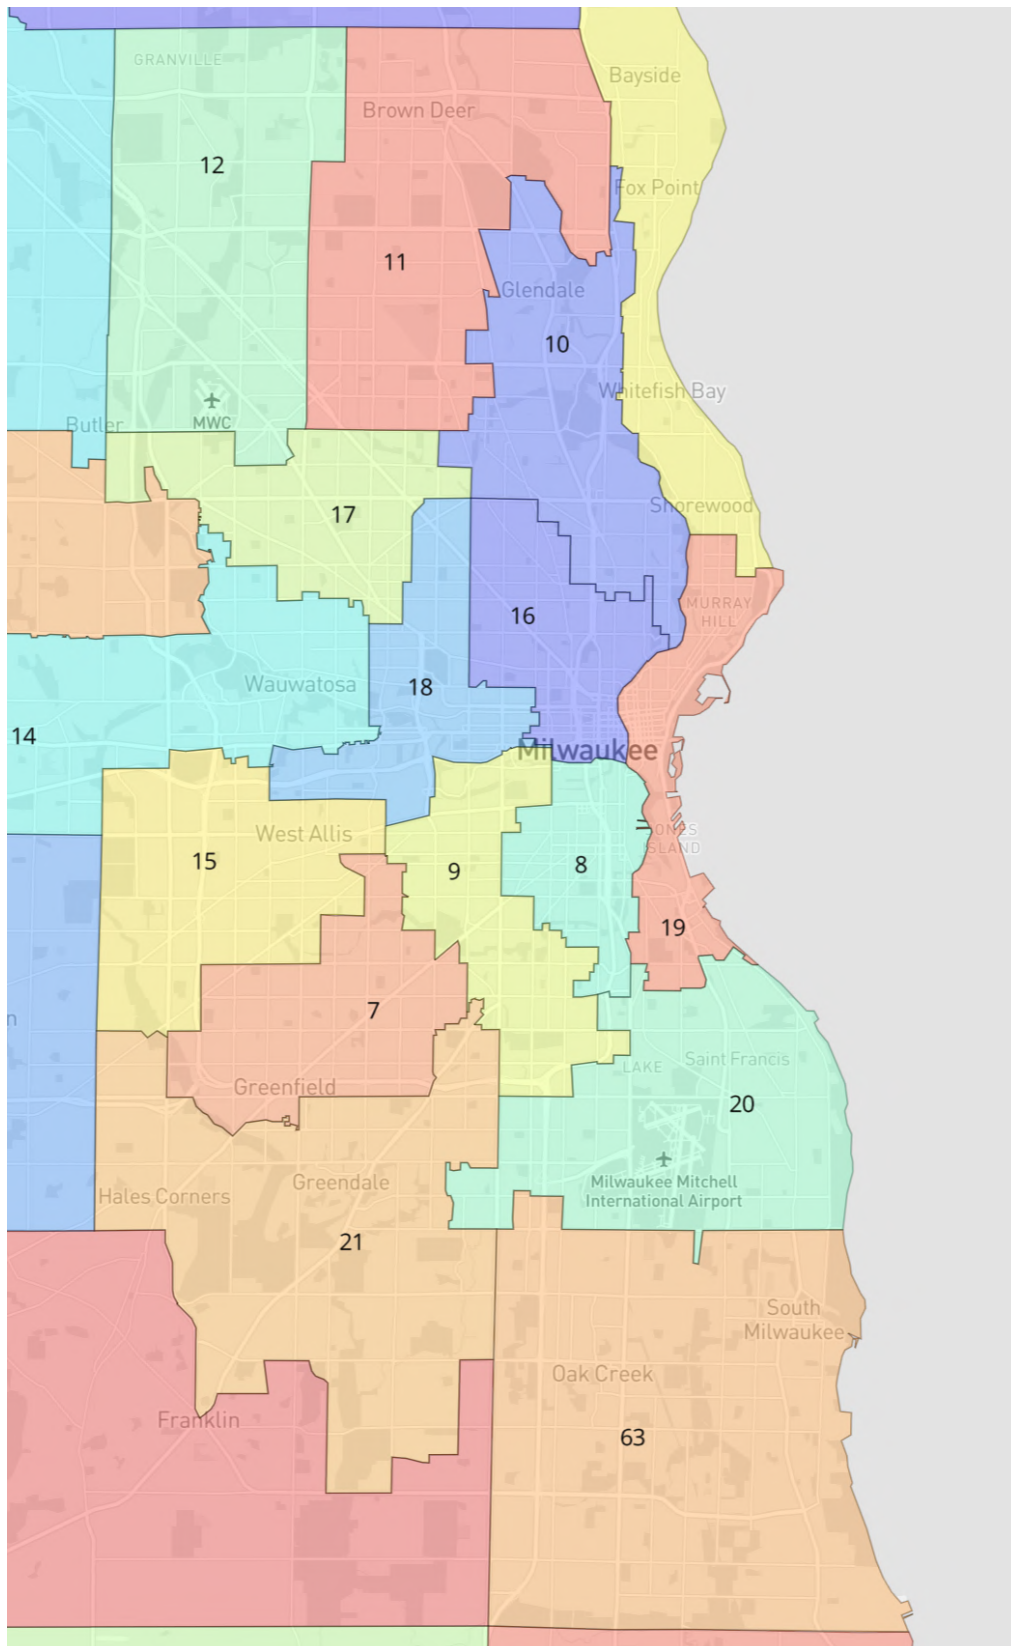 GRANVILLE
Bayside
Brown Deer
12
Fox Point
11
Glendale
10
Whitefish Bay
MWC
Butler
Shorewood
17
MURRAY
HILL
16
Wauwatosa
18
14
Milwaukee
West Allis
ISLAND
15
9
8
19
7
n
Saint Francis
LAKE
Greenfield
20
Milwaukee Mitchell
International Airport
Greendale
Hales Corners
21
South
Milwaukee
Oak Creek
Franklin
63